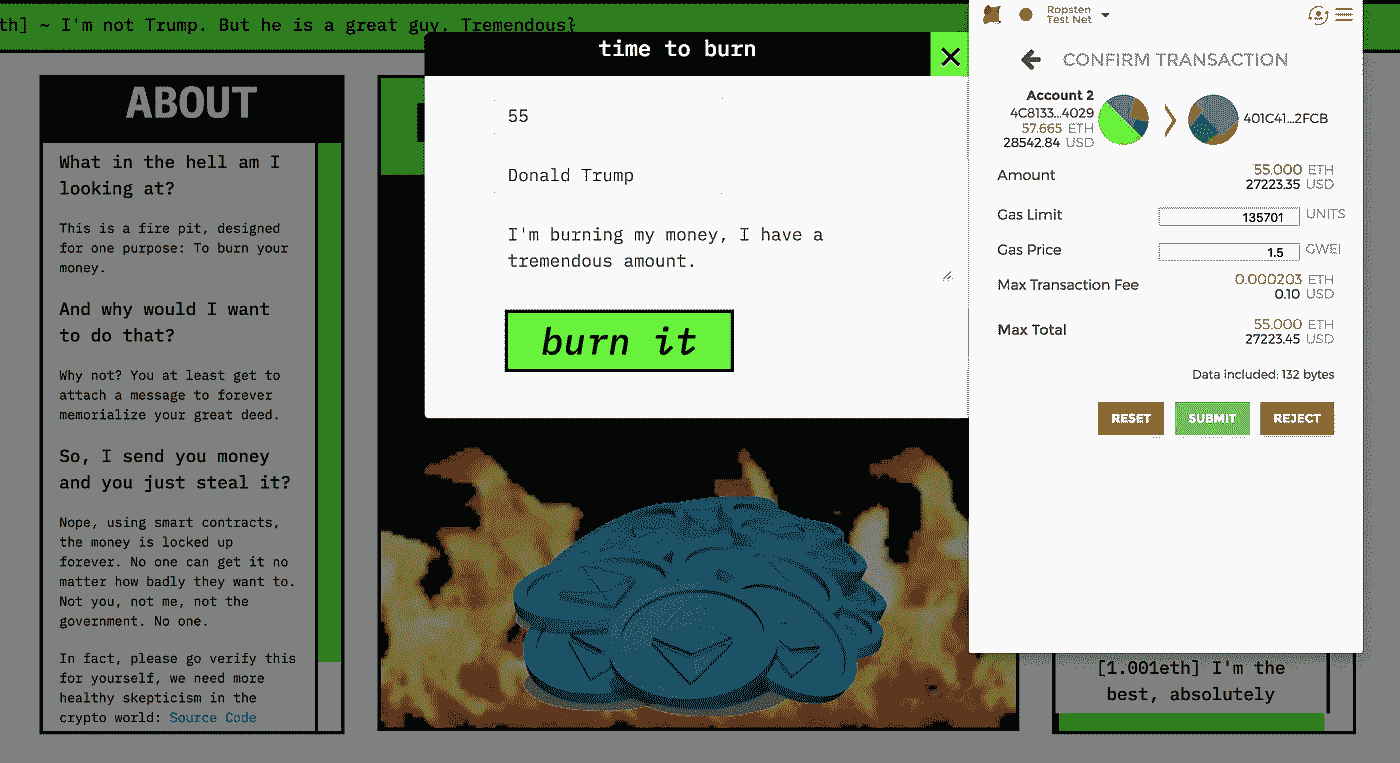 th] ~ I'm not Trump. But he is a great guy. Tremendous}
ABOUT
What in the hell am I
looking at?
This is a fire pit, designed
for one purpose: To burn your
money.
And why would I want
to do that?
Why not? You at least get to
attach a message to forever
memorialize your great deed.
So, I send you money
and you just steal it?
Nope, using smart contracts,
the money is locked up
forever. No one can get it no
matter how badly they want to.
Not you, not me, not the
government. No one.
In fact, please go verify this
for yourself, we need more
healthy skepticism in the
crypto world: Source Code
time to burn
55
Donald Trump
I'm burning my money, I have a
tremendous amount.
burn it
Ropsten
Test Net
CONFIRM TRANSACTION
Account 2
4C8133...4029
57.665 ETH
28542.84 USD
401C41...2FCB
Amount
55.000 ETH
27223.35 USD
Gas Limit
135701 UNITS
Gas Price
1.5 GWEI
Max Transaction Fee
0.000203 ETH
0.10 USD
Max Total
55.000 ETH
27223.45 USD
Data included: 132 bytes
RESET SUBMIT REJECT
[1.001eth] I'm the
best, absolutely